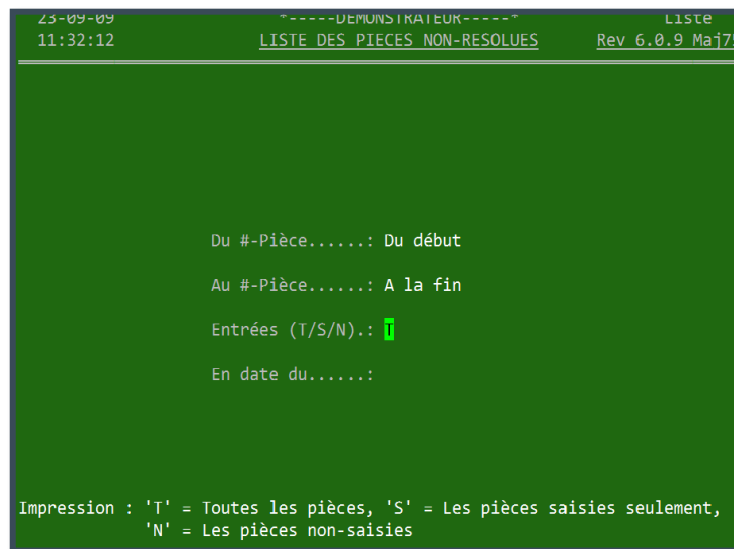 23-09-09 *-----DEMONSTRATEUR-----* Liste
11:32:12 LISTE DES PIECES NON-RESOLUES Rev 6.0.9 Maj75
Du #-Pièce......: Du début
Au #-Pièce......: A la fin
Entrées (T/S/N).: T
En date du......:
Impression : 'T' = Toutes les pièces, 'S' = Les pièces saisies seulement,
'N' = Les pièces non-saisies